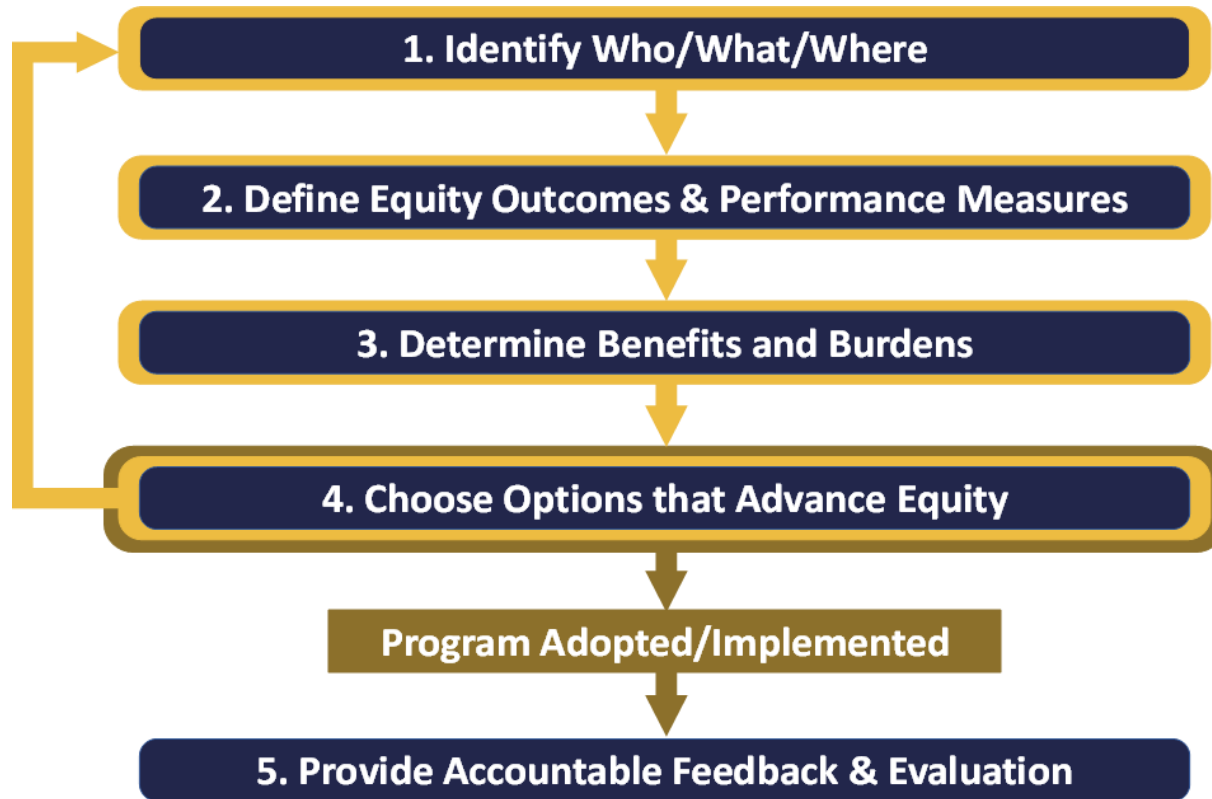 1. Identify Who/What/Where
2. Define Equity Outcomes & Performance Measures
3. Determine Benefits and Burdens
4. Choose Options that Advance Equity
Program Adopted/Implemented
5. Provide Accountable Feedback & Evaluation